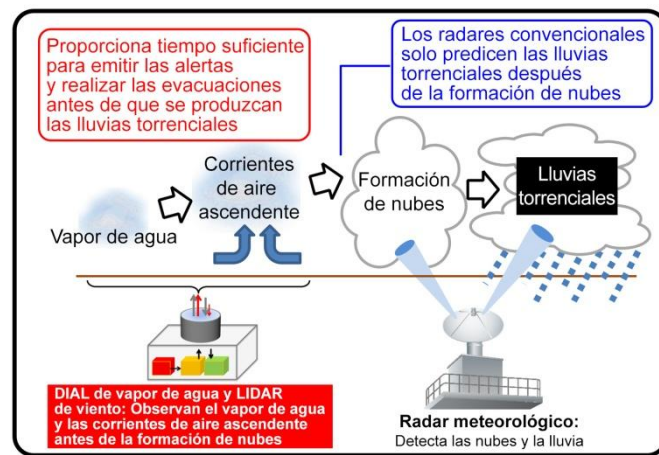 Proporciona tiempo suficiente
para emitir las alertas
y realizar las evacuaciones
antes de que se produzcan
las lluvias torrenciales
Los radares convencionales
solo predicen las lluvias
torrenciales después
de la formación de nubes
Vapor de agua
Corrientes
de aire
ascendente
Formación
de nubes
Lluvias
torrenciales
DIAL de vapor de agua y LIDAR
de viento: Observan el vapor de agua
y las corrientes de aire ascendente
antes de la formación de nubes
Radar meteorológico:
Detecta las nubes y la lluvia